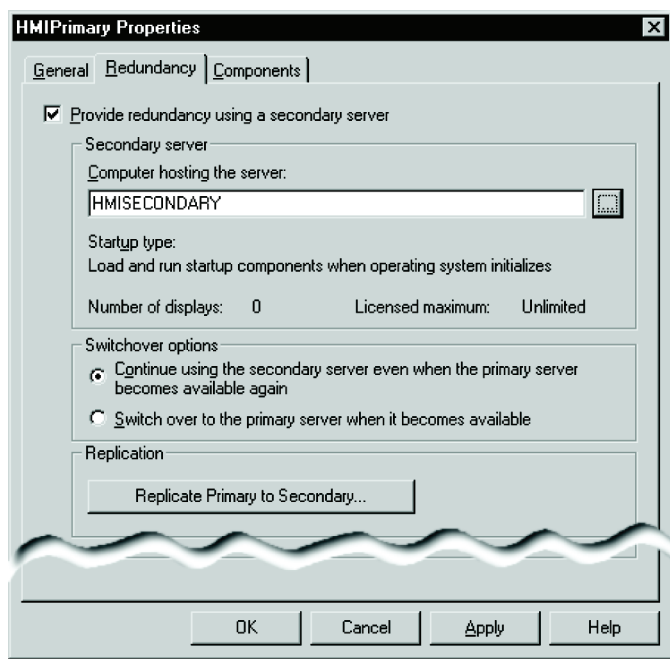 HMIPrimary Properties
General Redundancy Components
Provide redundancy using a secondary server
Secondary server
Computer hosting the server:
HMISECONDARY
...
Startup type:
Load and run startup components when operating system initializes
Number of displays: 0 Licensed maximum: Unlimited
Switchover options
Continue using the secondary server even when the primary server
becomes available again
Switch over to the primary server when it becomes available
Replication
Replicate Primary to Secondary...
OK Cancel Apply Help